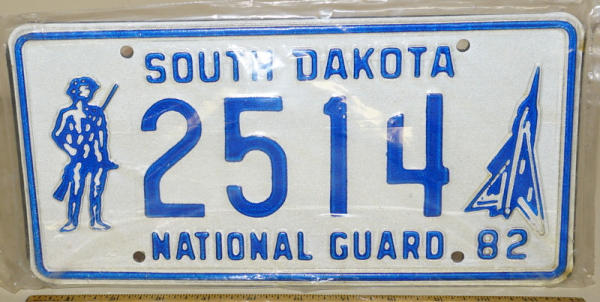 SOUTH DAKOTA
2514
NATIONAL GUARD 82